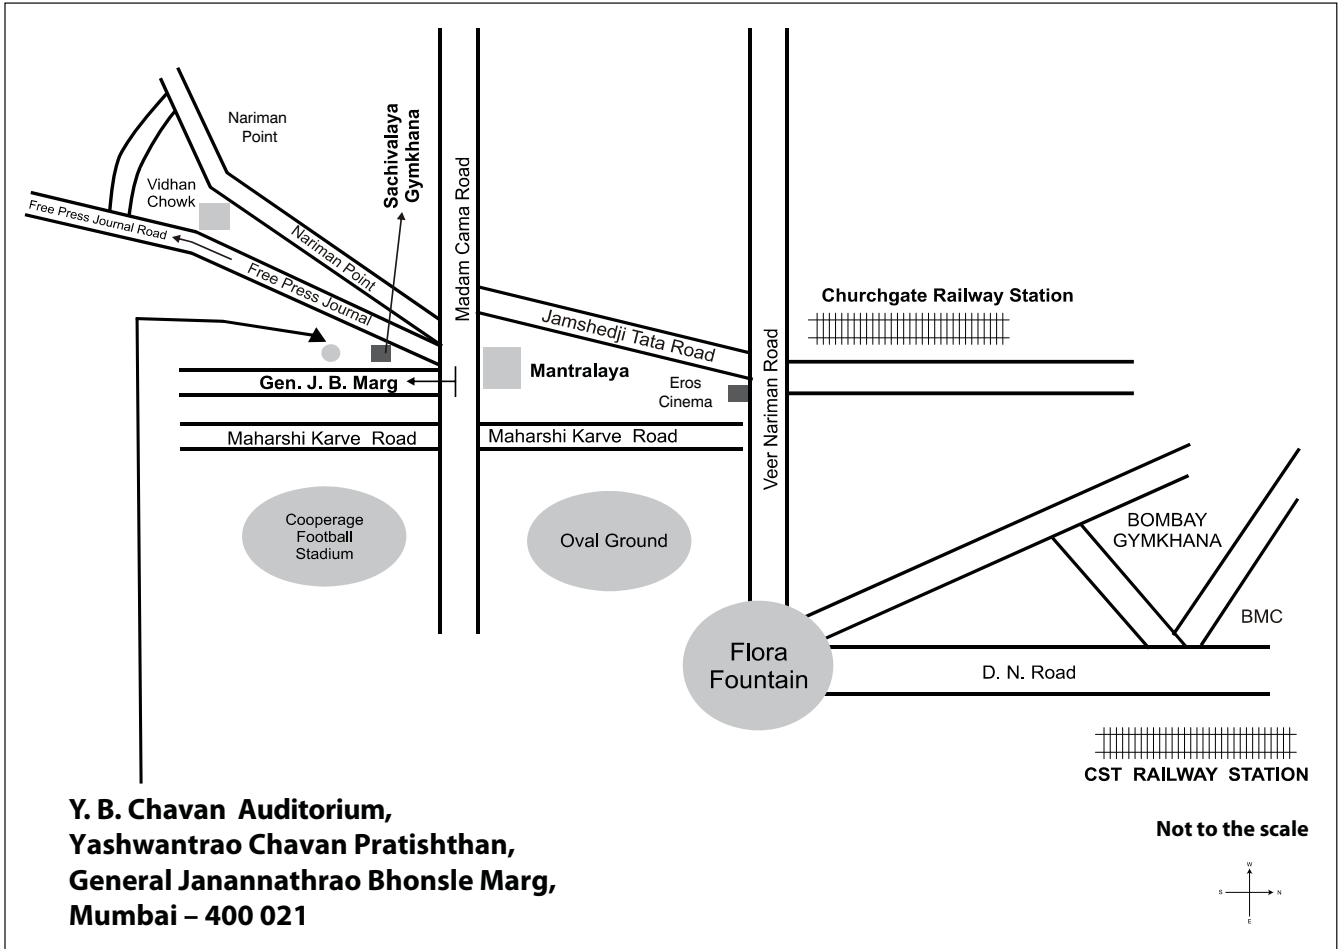 Nariman
Point
Sachivalaya
Gymkhana
Madam Cama Road
Vidhan
Chowk
Free Press Journal Road
Nariman Point
Free Press Journal
Jamshedji Tata Road
Churchgate Railway Station
Veer Nariman Road
Gen. J. B. Marg
Mantralaya
Eros
Cinema
Maharshi Karve Road
Maharshi Karve Road
Cooperage
Football
Stadium
Oval Ground
BOMBAY
GYMKHANA
BMC
Flora
Fountain
D. N. Road
CST RAILWAY STATION
Y. B. Chavan Auditorium,
Yashwantrao Chavan Pratishthan,
General Janannathrao Bhonsle Marg,
Mumbai – 400 021
Not to the scale
W
S N
E